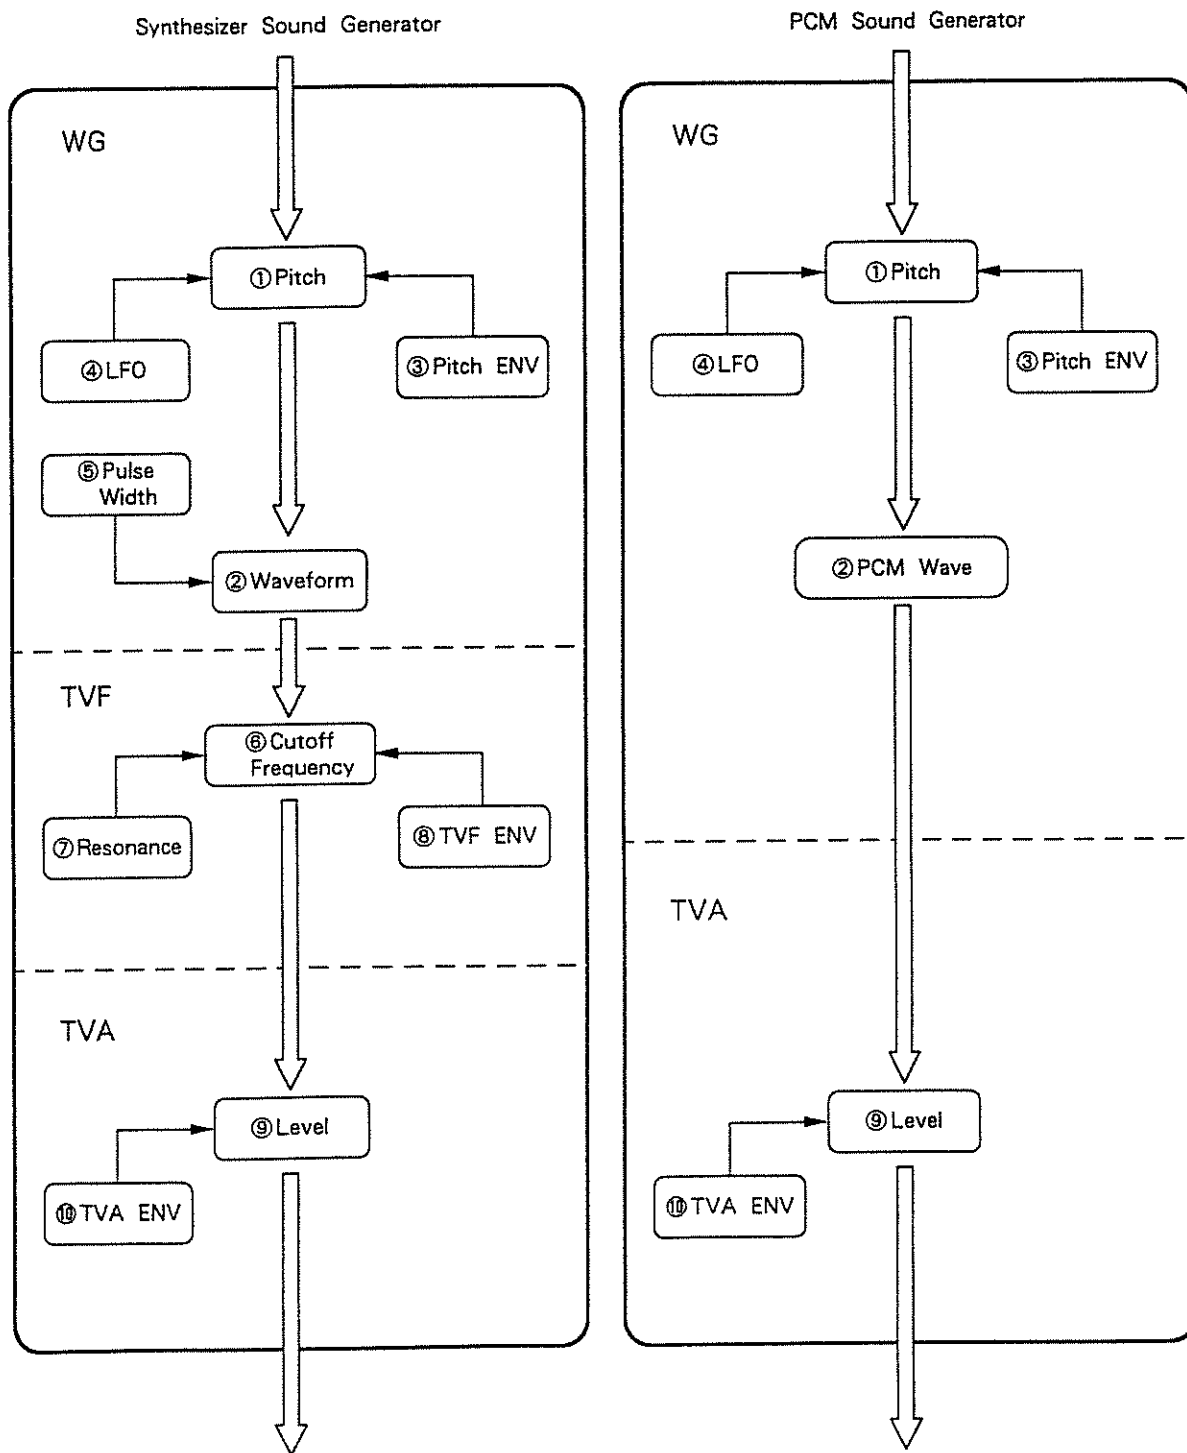 Synthesizer Sound Generator
WG
①Pitch
④LFO
③Pitch ENV
⑤Pulse
Width
②Waveform
TVF
⑥Cutoff
Frequency
⑦Resonance
⑧TVF ENV
TVA
⑨Level
⑩TVA ENV
PCM Sound Generator
WG
①Pitch
④LFO
③Pitch ENV
②PCM Wave
TVA
⑨Level
⑩TVA ENV